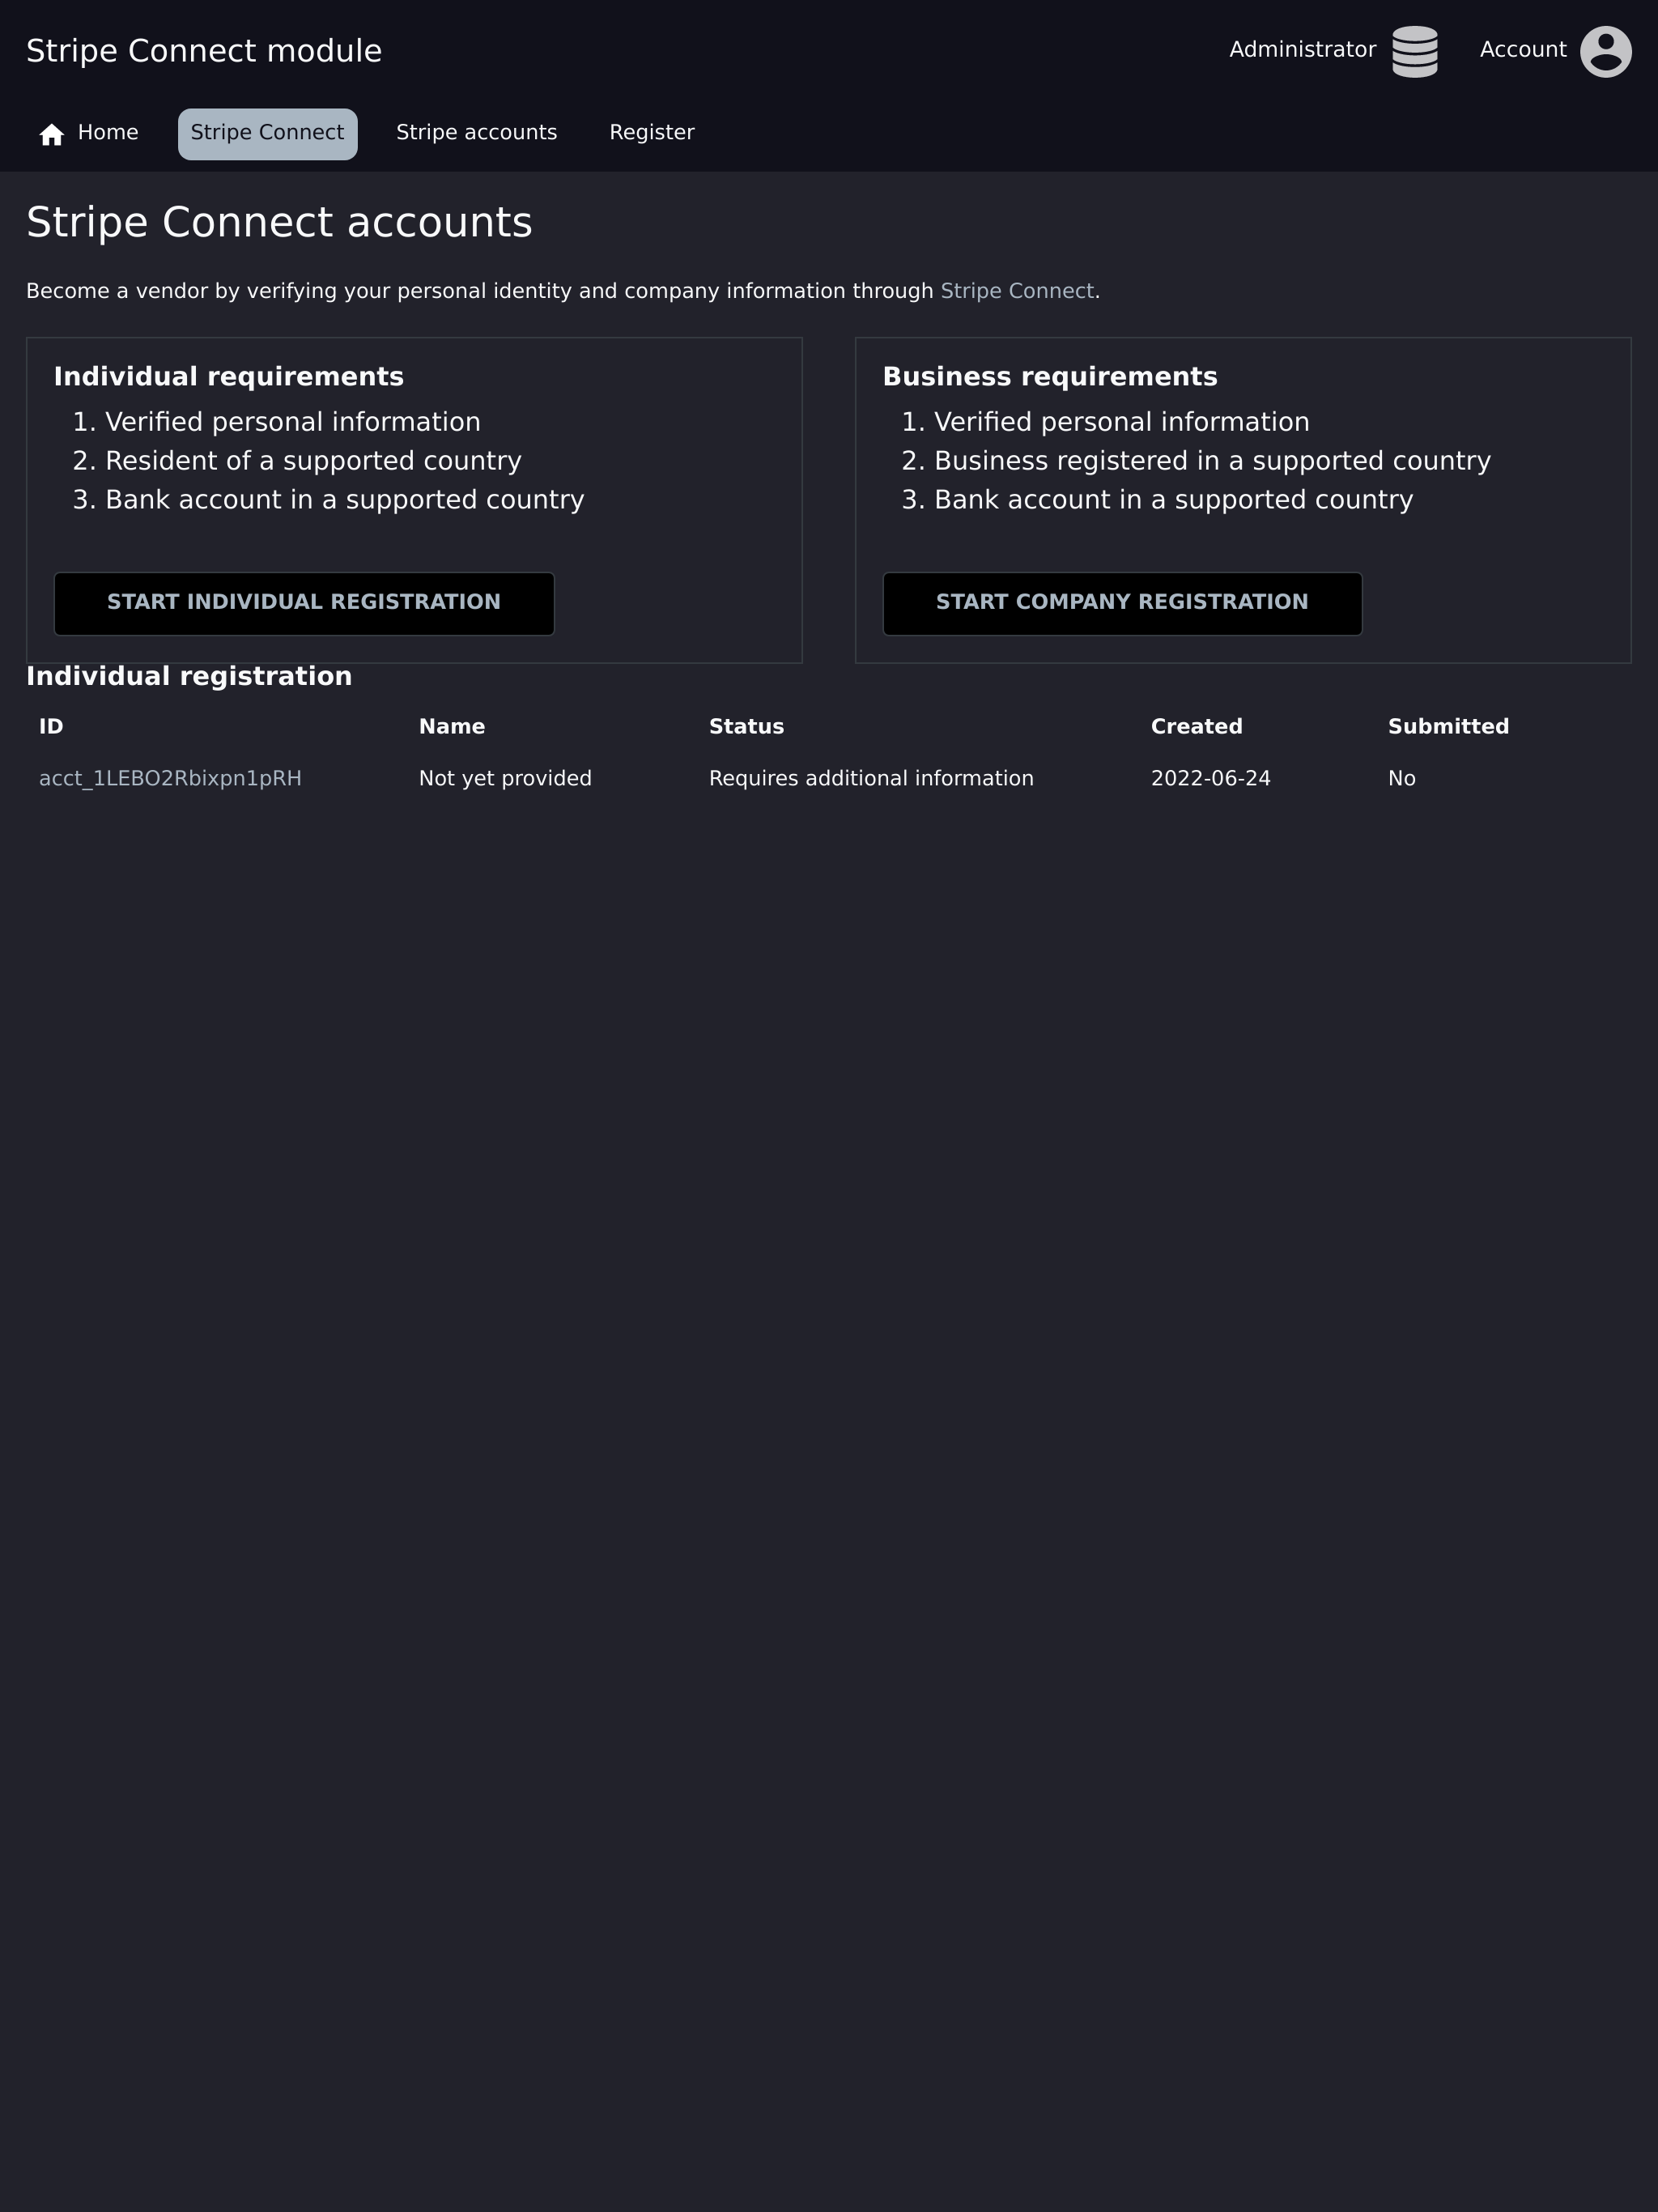 Stripe Connect module
Administrator
Account
Home
Stripe Connect
Stripe accounts
Register
Stripe Connect accounts
Become a vendor by verifying your personal identity and company information through Stripe Connect.
Individual requirements
1. Verified personal information
2. Resident of a supported country
3. Bank account in a supported country
START INDIVIDUAL REGISTRATION
Business requirements
1. Verified personal information
2. Business registered in a supported country
3. Bank account in a supported country
START COMPANY REGISTRATION
Individual registration
ID Name Status Created Submitted
acct_1LEBO2Rbixpn1pRH Not yet provided Requires additional information 2022-06-24 No